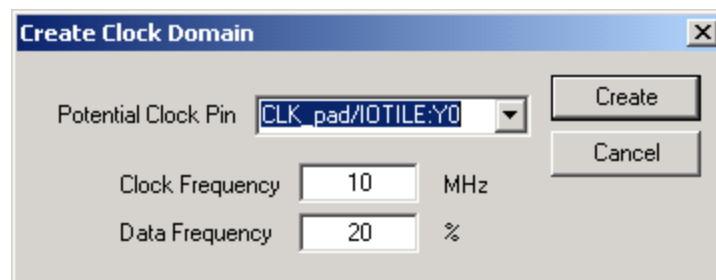 Create Clock Domain
Potential Clock Pin CLK_pad/IOTILE:Y0 Create
Cancel
Clock Frequency 10 MHz
Data Frequency 20 %